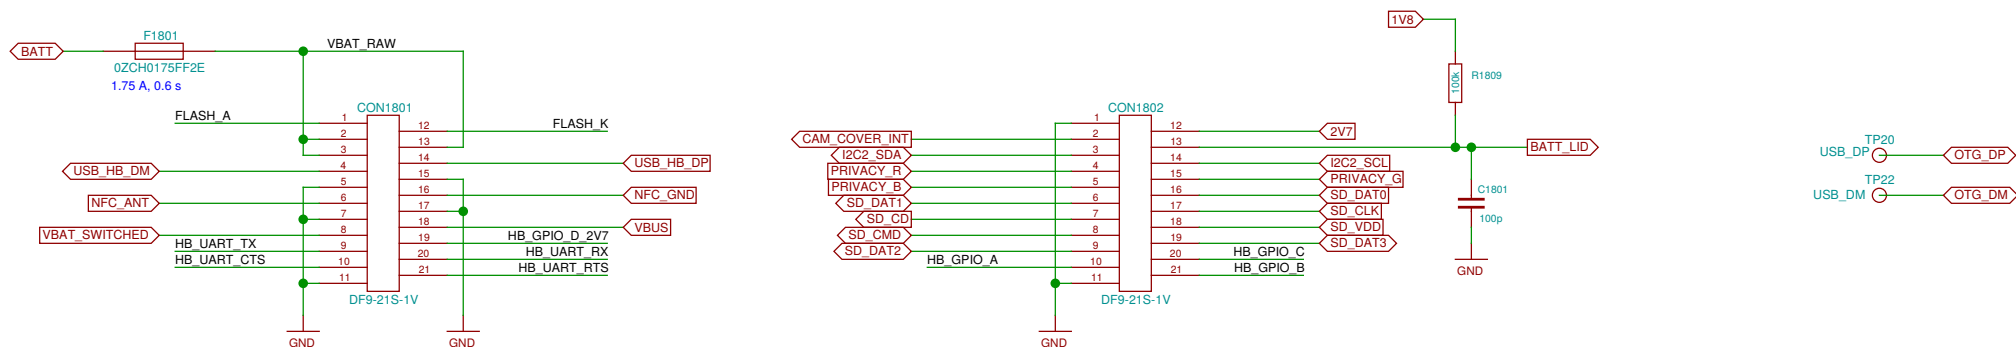 BATT
F1801
0ZCH0175FF2E
1.75 A, 0.6 s
VBAT_RAW
CON1801
FLASH_A 1
2
3
USB_HB_DM 4
5
NFC_ANT 6
7
VBAT_SWITCHED 8
HB_UART_TX 9
HB_UART_CTS 10
11
12 FLASH_K
13
14 USB_HB_DP
15
16 NFC_GND
17
18 VBUS
19 HB_GPIO_D_2V7
20 HB_UART_RX
21 HB_UART_RTS
DF9-21S-1V
GND
GND
CON1802
1
CAM_COVER_INT 2
I2C2_SDA 3
PRIVACY_R 4
PRIVACY_B 5
SD_DAT1 6
SD_CD 7
SD_CMD 8
SD_DAT2 9
HB_GPIO_A 10
11
12 2V7
13
14 I2C2_SCL
15 PRIVACY_G
16 SD_DAT0
17 SD_CLK
18 SD_VDD
19 SD_DAT3
20 HB_GPIO_C
21 HB_GPIO_B
DF9-21S-1V
GND
1V8
100k
R1809
BATT_LID
C1801
100p
GND
TP20
USB_DP OTG_DP
TP22
USB_DM OTG_DM